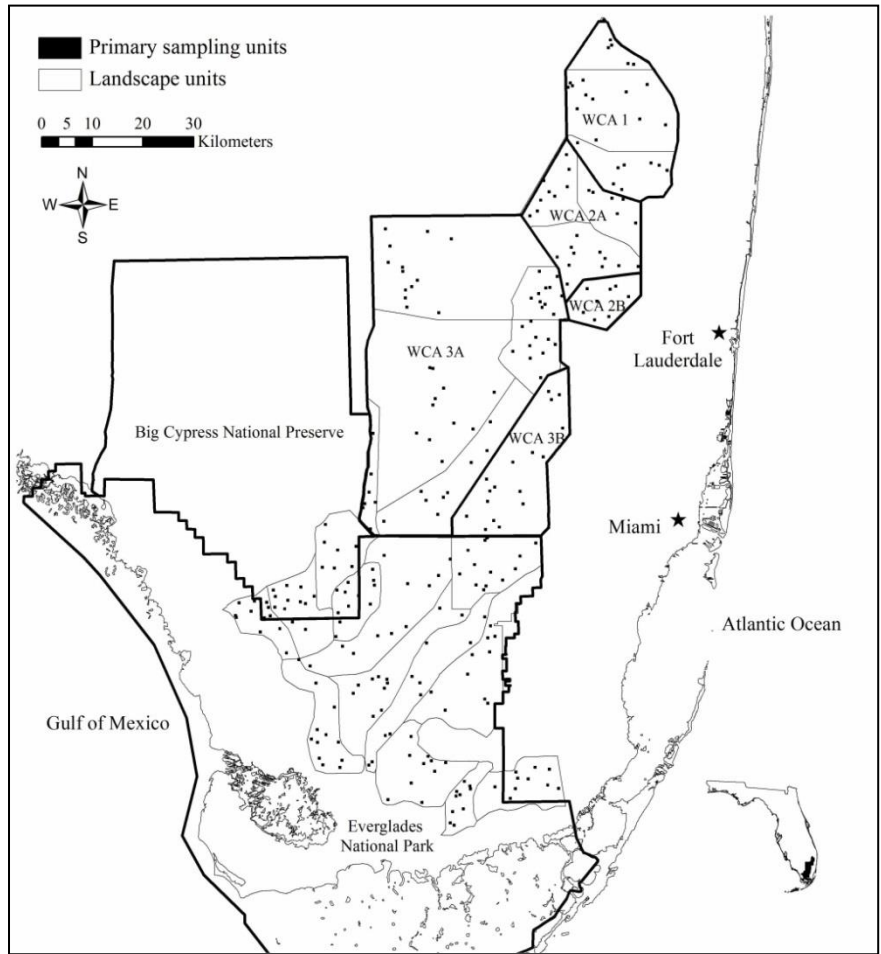 Primary sampling units
Landscape units
0 5 10 20 30
Kilometers
N
W E
S
WCA 1
WCA 2A
WCA 2B
WCA 3A
Fort
Lauderdale
Big Cypress National Preserve
WCA 3B
Miami
Atlantic Ocean
Gulf of Mexico
Everglades
National Park